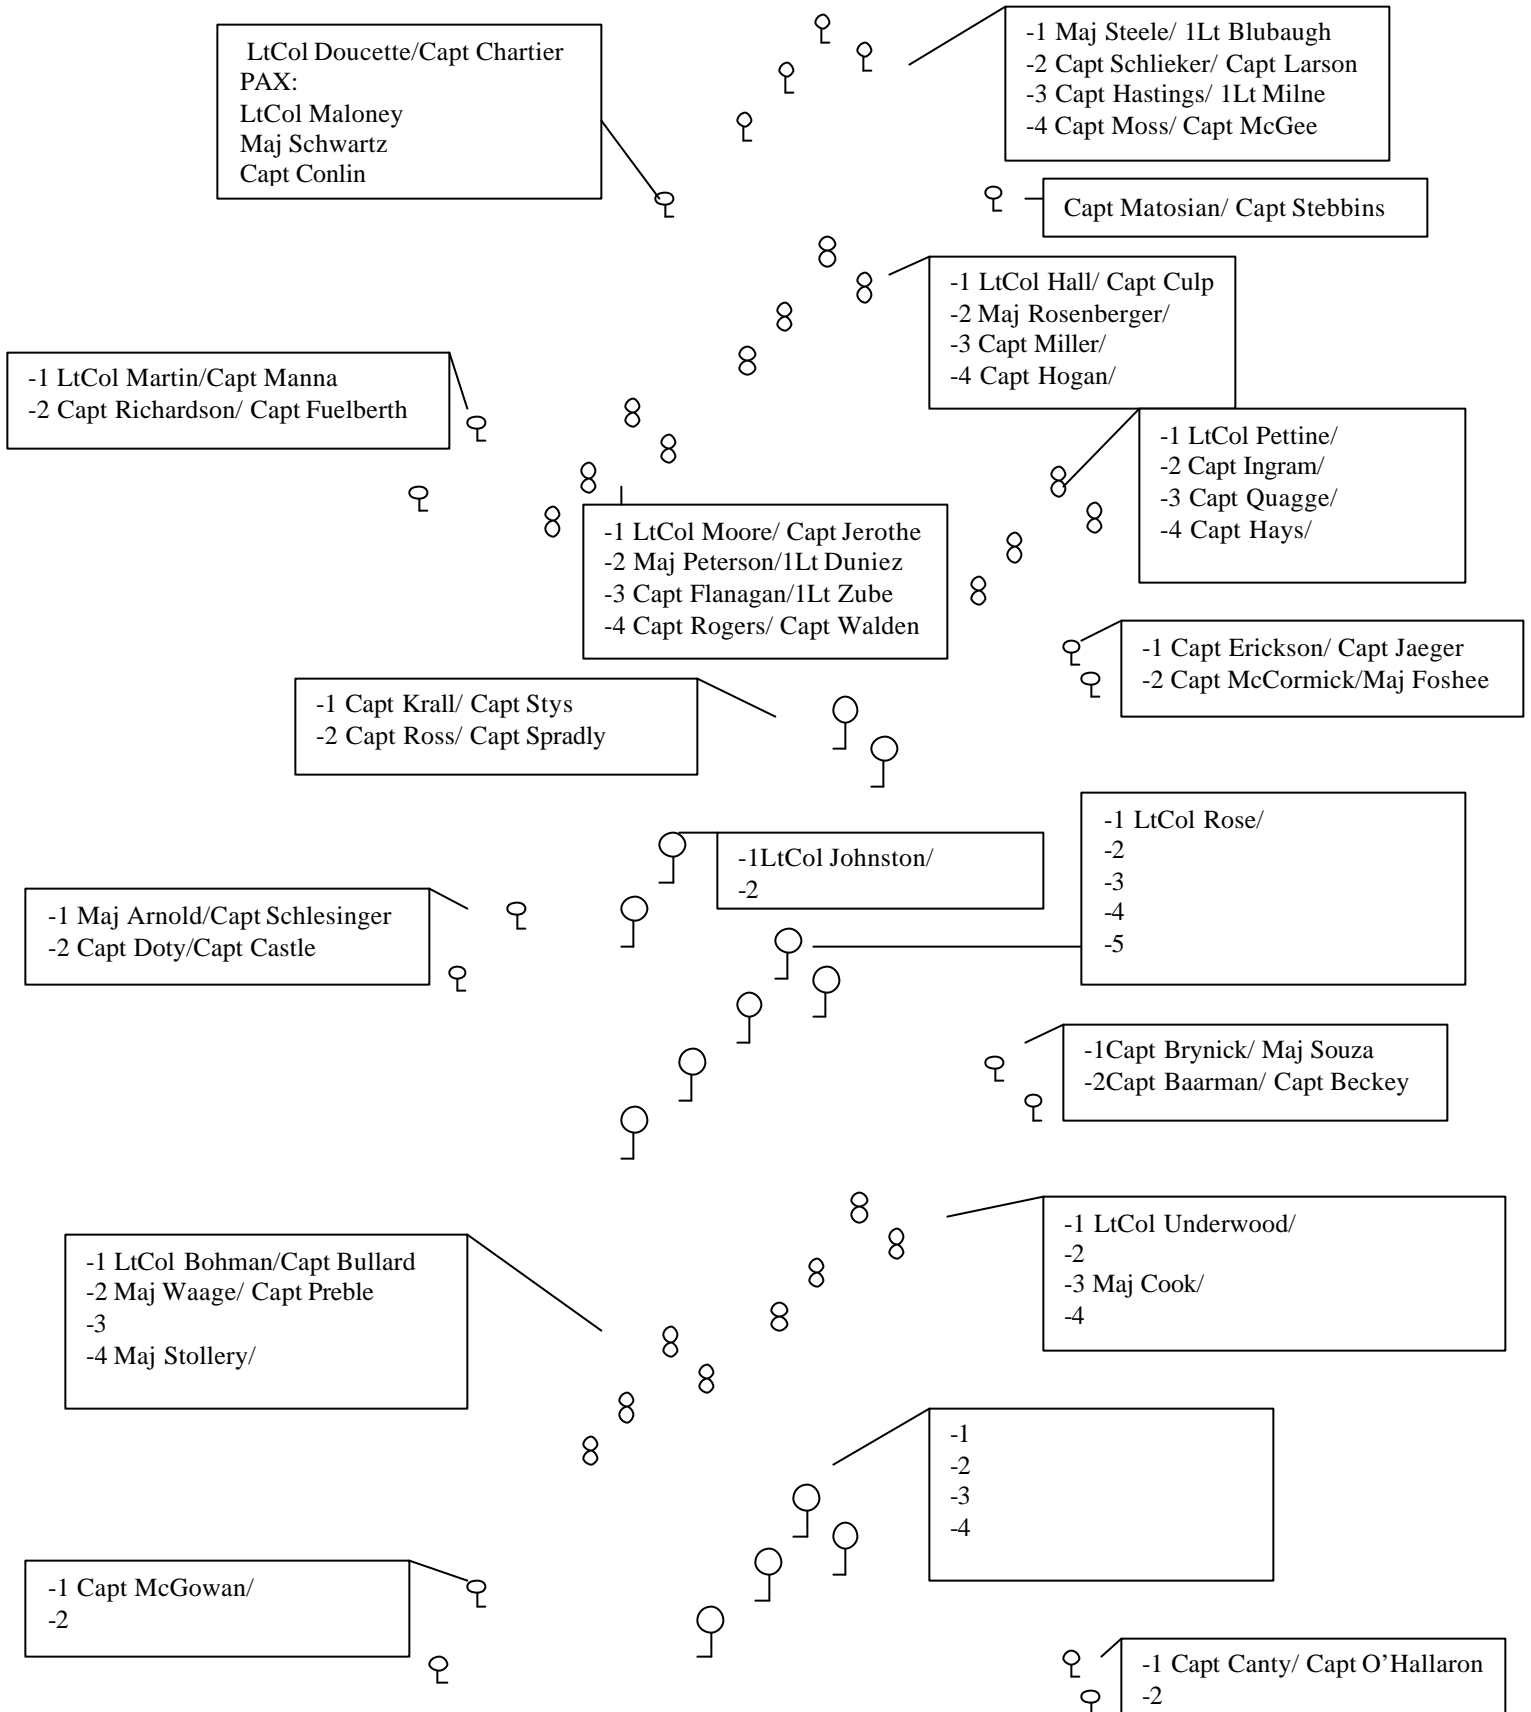 LtCol Doucette/Capt Chartier
PAX:
LtCol Maloney
Maj Schwartz
Capt Conlin
-1 Maj Steele/ 1Lt Blubaugh
-2 Capt Schlieker/ Capt Larson
-3 Capt Hastings/ 1Lt Milne
-4 Capt Moss/ Capt McGee
Capt Matosian/ Capt Stebbins
-1 LtCol Hall/ Capt Culp
-2 Maj Rosenberger/
-3 Capt Miller/
-4 Capt Hogan/
-1 LtCol Martin/Capt Manna
-2 Capt Richardson/ Capt Fuelberth
-1 LtCol Pettine/
-2 Capt Ingram/
-3 Capt Quagge/
-4 Capt Hays/
-1 LtCol Moore/ Capt Jerothe
-2 Maj Peterson/1Lt Duniez
-3 Capt Flanagan/1Lt Zube
-4 Capt Rogers/ Capt Walden
-1 Capt Erickson/ Capt Jaeger
-2 Capt McCormick/Maj Foshee
-1 Capt Krall/ Capt Stys
-2 Capt Ross/ Capt Spradly
-1 LtCol Rose/
-2
-3
-4
-5
-1LtCol Johnston/
-2
-1 Maj Arnold/Capt Schlesinger
-2 Capt Doty/Capt Castle
-1Capt Brynick/ Maj Souza
-2Capt Baarman/ Capt Beckey
-1 LtCol Underwood/
-2
-3 Maj Cook/
-4
-1 LtCol Bohman/Capt Bullard
-2 Maj Waage/ Capt Preble
-3
-4 Maj Stollery/
-1
-2
-3
-4
-1 Capt McGowan/
-2
-1 Capt Canty/ Capt O’Hallaron
-2